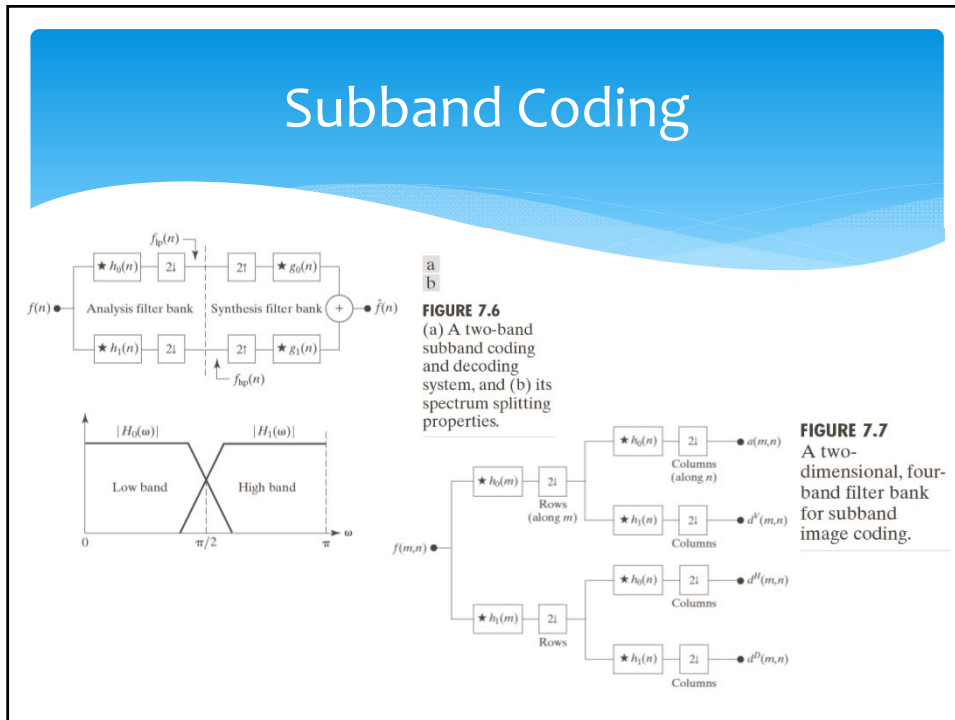 Subband Coding
f_lp(n)
★ h₀(n) 2↓ 2↑ ★ g₀(n)
f(n) Analysis filter bank Synthesis filter bank + f̂(n)
★ h₁(n) 2↓ 2↑ ★ g₁(n)
f_hp(n)
a
b
FIGURE 7.6
(a) A two-band
subband coding
and decoding
system, and (b) its
spectrum splitting
properties.
|H₀(ω)| |H₁(ω)|
Low band High band
0 π/2 π ω
★ h₀(n) 2↓ a(m,n)
Columns
(along n)
★ h₀(m) 2↓
Rows
(along m)
★ h₁(n) 2↓ dⱽ(m,n)
Columns
f(m,n)
★ h₀(n) 2↓ dᴴ(m,n)
Columns
★ h₁(m) 2↓
Rows
★ h₁(n) 2↓ dᴰ(m,n)
Columns
FIGURE 7.7
A two-
dimensional, four-
band filter bank
for subband
image coding.